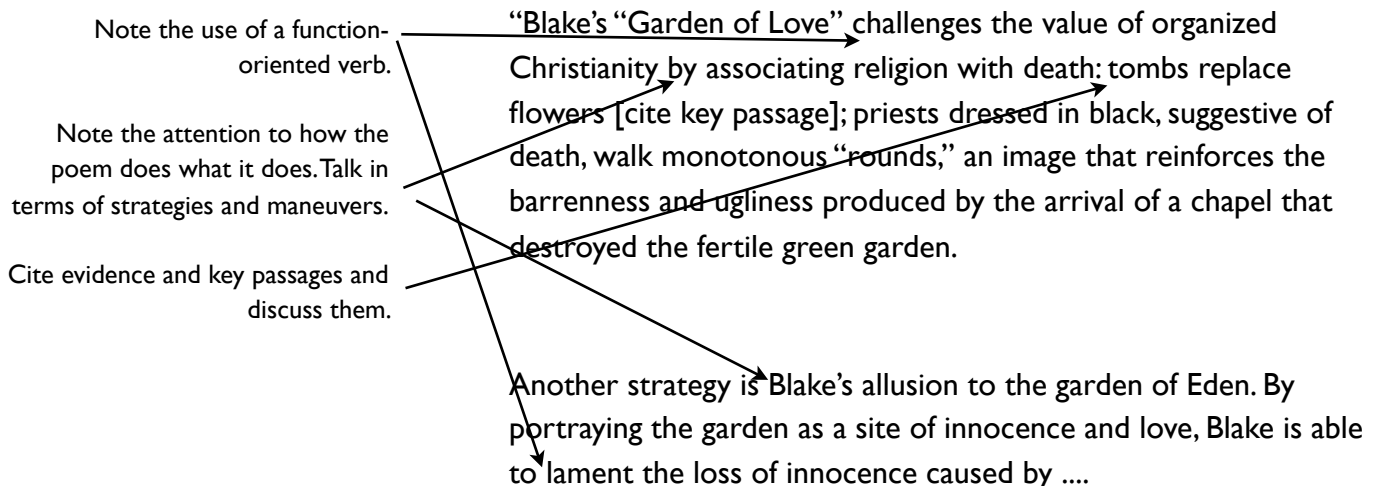 Note the use of a function-
oriented verb.
Note the attention to how the
poem does what it does. Talk in
terms of strategies and maneuvers.
Cite evidence and key passages and
discuss them.
“Blake’s “Garden of Love” challenges the value of organized
Christianity by associating religion with death: tombs replace
flowers [cite key passage]; priests dressed in black, suggestive of
death, walk monotonous “rounds,” an image that reinforces the
barrenness and ugliness produced by the arrival of a chapel that
destroyed the fertile green garden.
Another strategy is Blake’s allusion to the garden of Eden. By
portraying the garden as a site of innocence and love, Blake is able
to lament the loss of innocence caused by ....